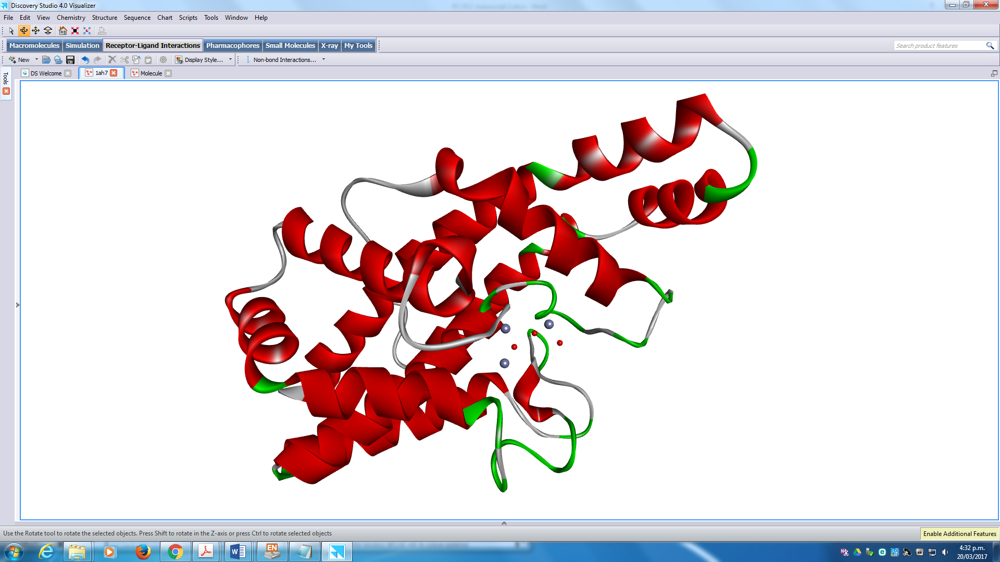 Discovery Studio 4.0 Visualizer
File Edit View Chemistry Structure Sequence Chart Scripts Tools Window Help
Macromolecules Simulation Receptor-Ligand Interactions Pharmacophores Small Molecules X-ray My Tools
Search product features
New Display Style... Non-bond Interactions...
DS Welcome 1ah7 Molecule
Tools
Use the Rotate tool to rotate the selected objects. Press Shift to rotate in the Z-axis or press Ctrl to rotate selected objects
Enable Additional Features
EN
4:32 p.m.
20/03/2017